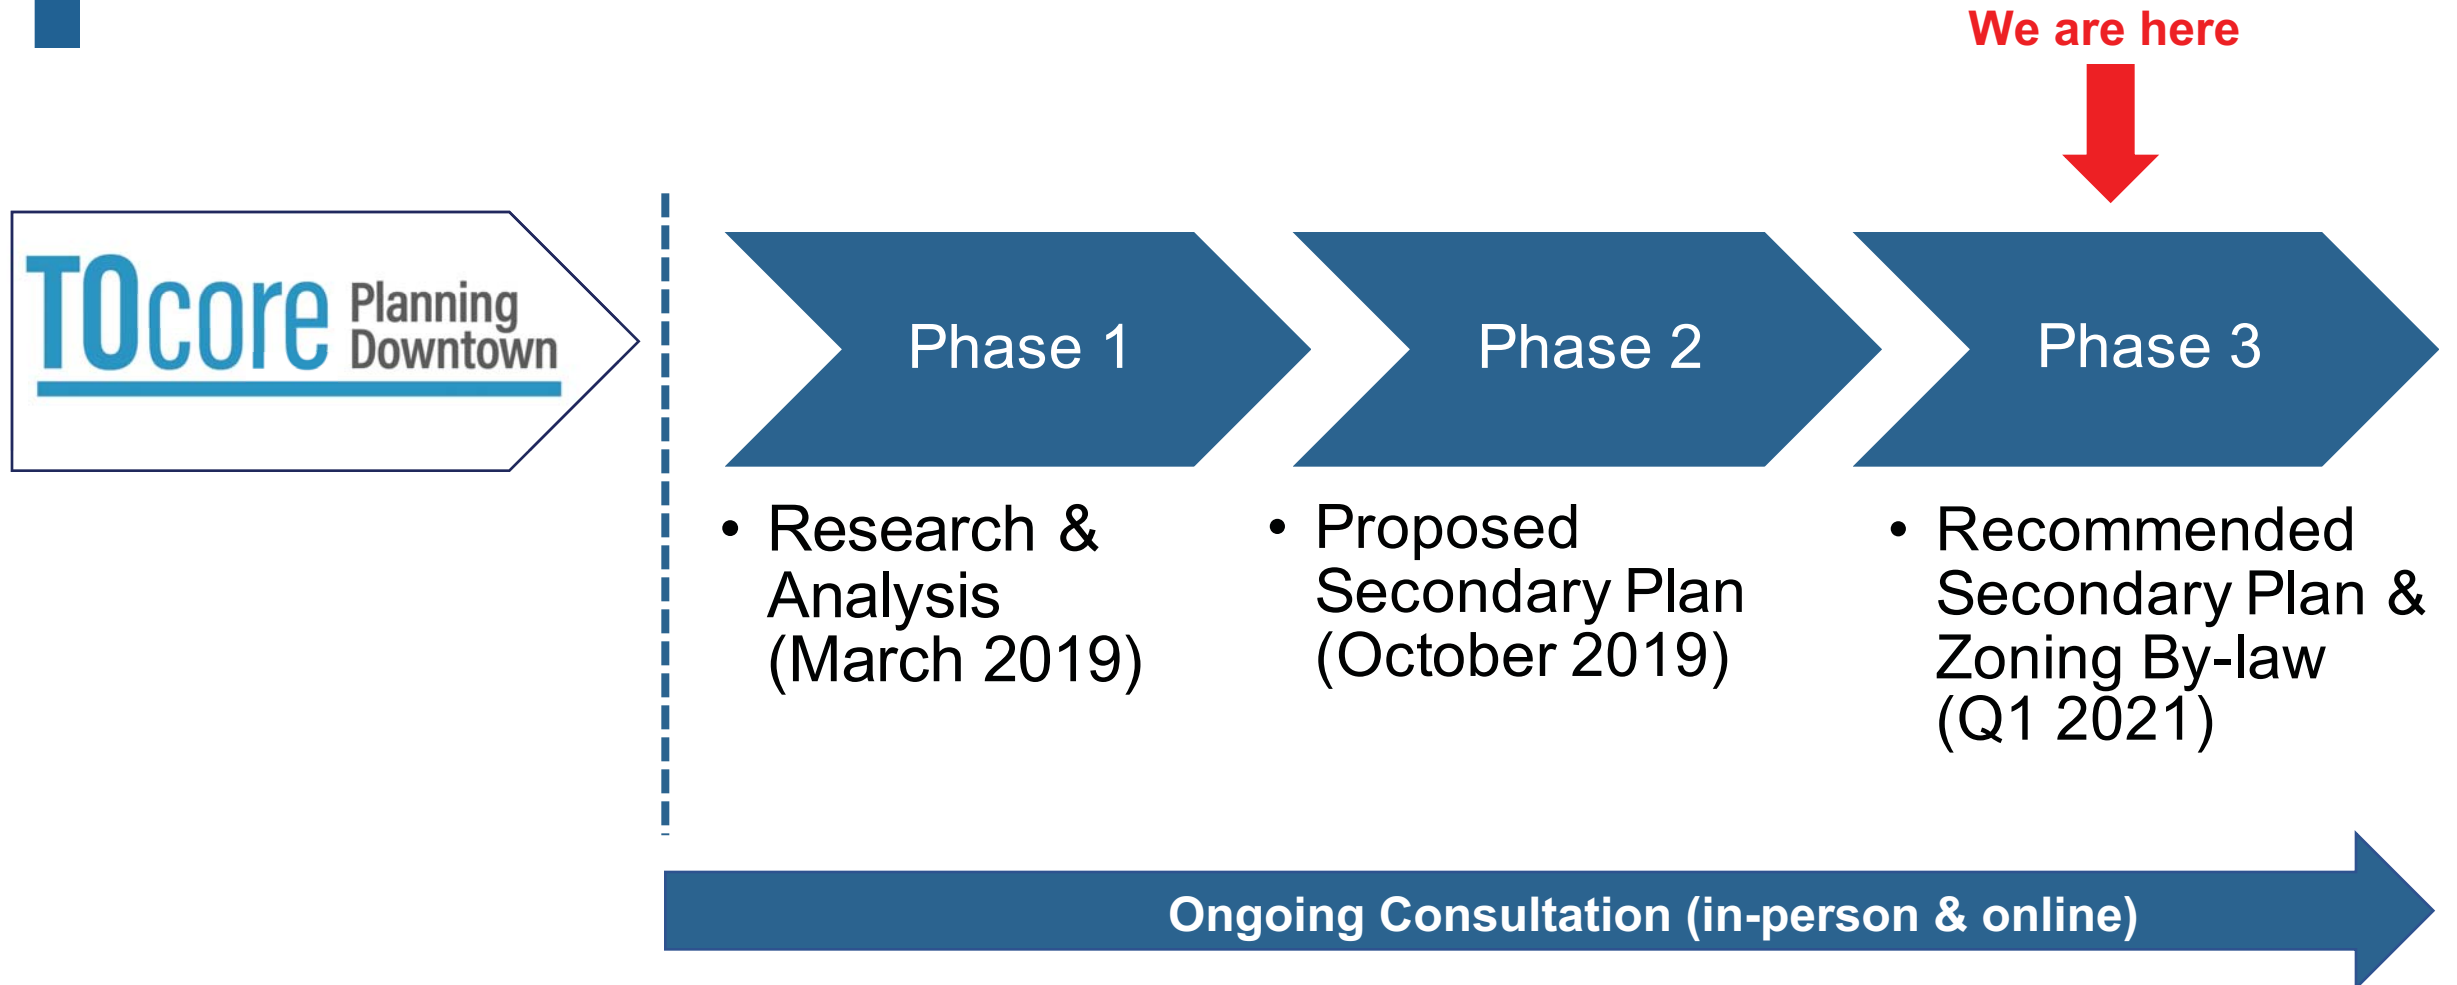 We are here
TOcore Planning
Downtown
Phase 1
Phase 2
Phase 3
• Research &
Analysis
(March 2019)
• Proposed
Secondary Plan
(October 2019)
• Recommended
Secondary Plan &
Zoning By-law
(Q1 2021)
Ongoing Consultation (in-person & online)